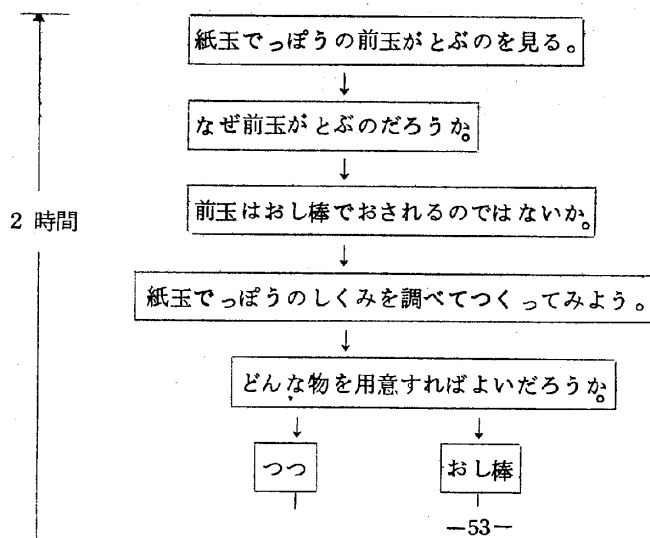 紙玉でっぽうの前玉がとぶのを見る。
なぜ前玉がとぶのだろうか。
前玉はおし棒でおされるのではないか。
2 時間
紙玉でっぽうのしくみを調べてつくってみよう。
どんな物を用意すればよいだろうか。
つつ
おし棒
—53—